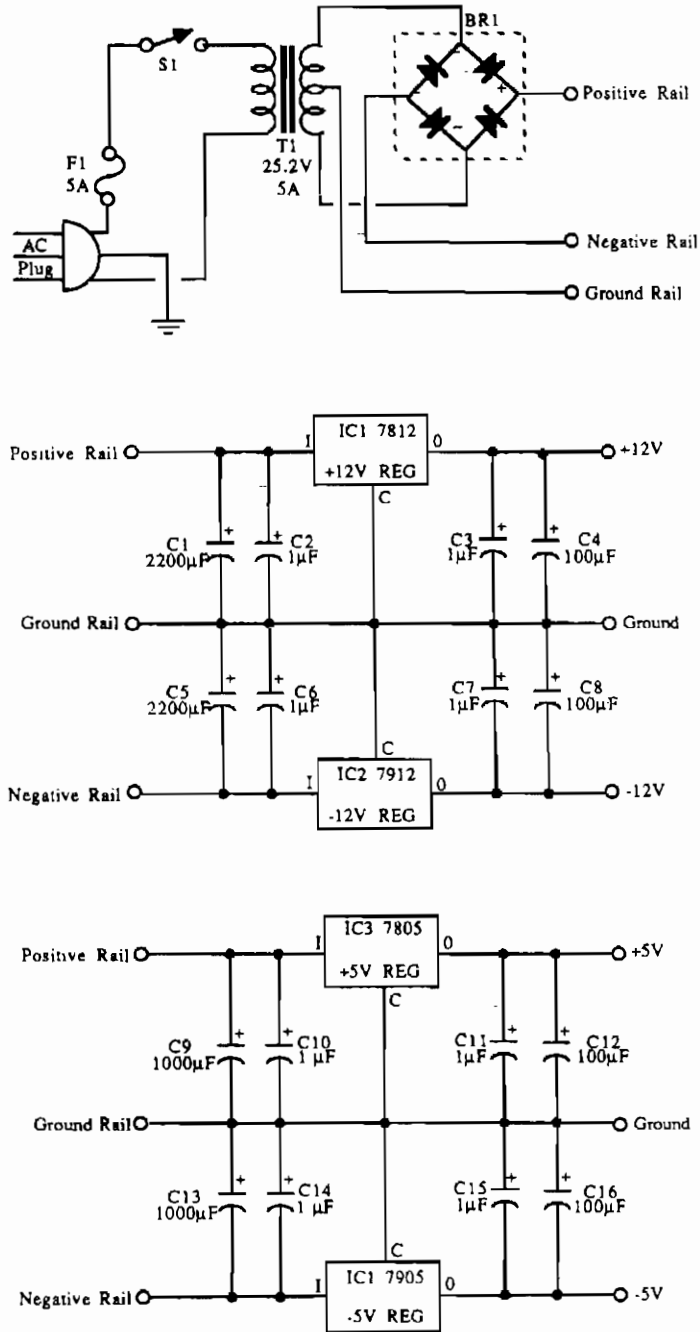 BR1
S1
Positive Rail
F1
5A
T1
25.2V
5A
AC
Plug
Negative Rail
Ground Rail
IC1 7812
+12V REG
I
O
C
Positive Rail
+12V
C1
2200µF
C2
1µF
C3
1µF
C4
100µF
Ground Rail
Ground
C5
2200µF
C6
1µF
C7
1µF
C8
100µF
C
IC2 7912
-12V REG
I
O
Negative Rail
-12V
IC3 7805
+5V REG
I
O
C
Positive Rail
+5V
C9
1000µF
C10
1 µF
C11
1µF
C12
100µF
Ground Rail
Ground
C13
1000µF
C14
1 µF
C15
1µF
C16
100µF
C
IC1 7905
-5V REG
I
O
Negative Rail
-5V